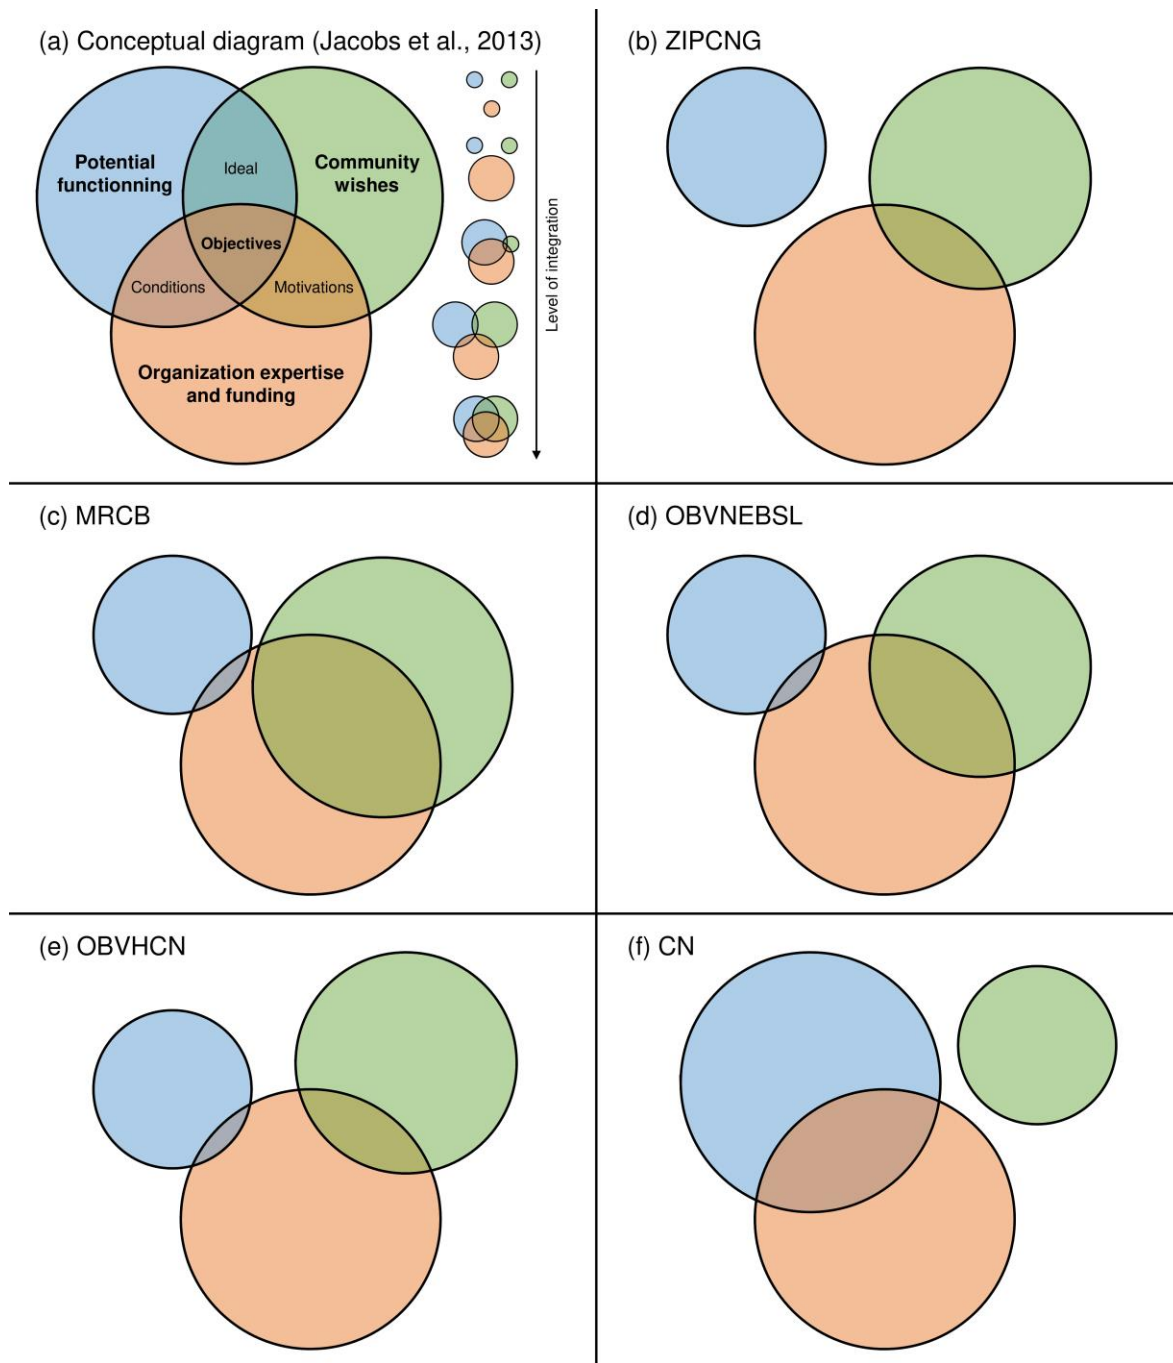 (a) Conceptual diagram (Jacobs et al., 2013)
Potential
functionning
Ideal
Community
wishes
Objectives
Conditions
Motivations
Organization expertise
and funding
Level of integration
(b) ZIPCNG
(c) MRCB
(d) OBVNEBSL
(e) OBVHCN
(f) CN